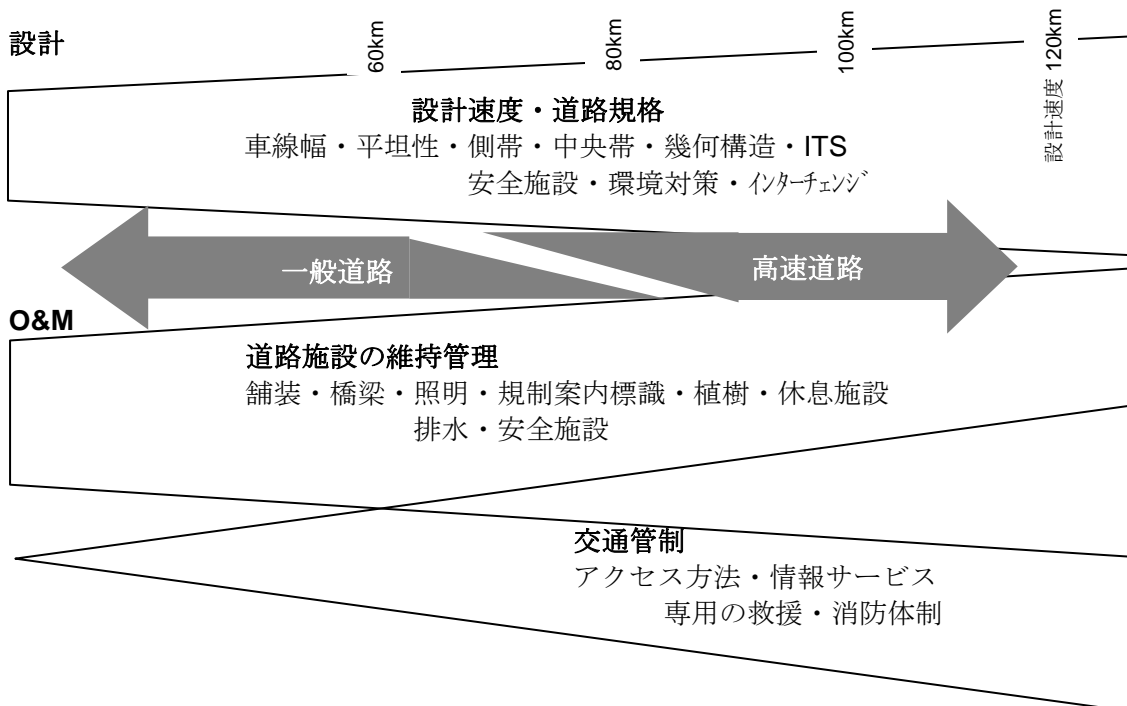 設計
60km
80km
100km
設計速度 120km
設計速度・道路規格
車線幅・平坦性・側帯・中央帯・幾何構造・ITS
安全施設・環境対策・ｲﾝﾀｰﾁｪﾝｼﾞ
一般道路
高速道路
O&M
道路施設の維持管理
舗装・橋梁・照明・規制案内標識・植樹・休息施設
排水・安全施設
交通管制
アクセス方法・情報サービス
専用の救援・消防体制